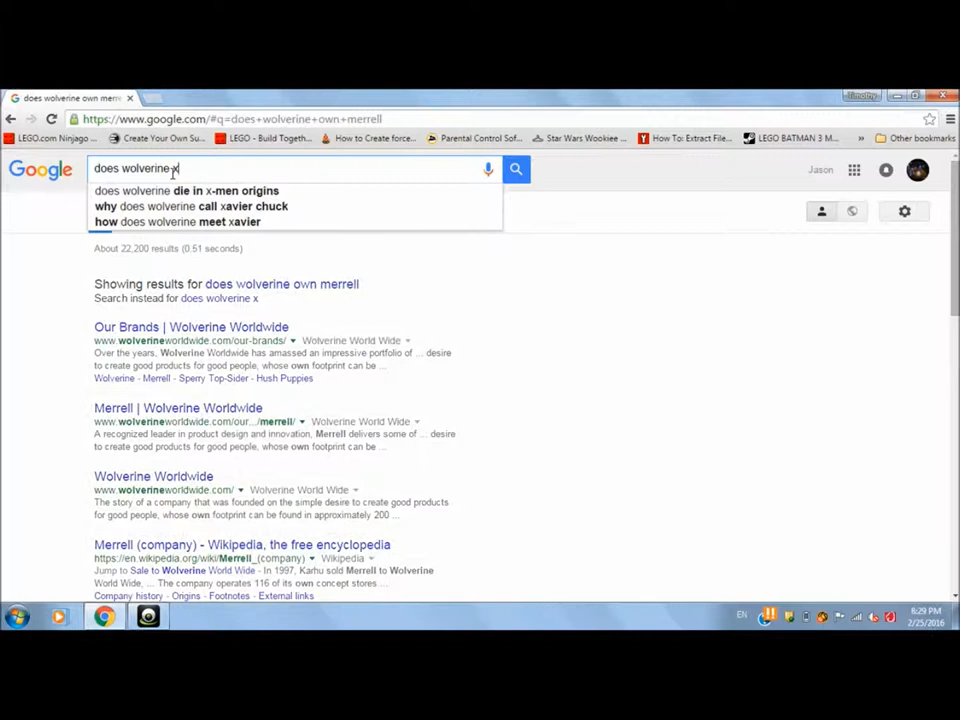 does wolverine own merr
Timothy
https://www.google.com/#q=does+wolverine+own+merrell
LEGO.com Ninjago ...
Create Your Own Su...
LEGO - Build Togeth...
How to Create force...
Parental Control Sof...
Star Wars Wookiee ...
How To: Extract File...
LEGO BATMAN 3 M...
»
Other bookmarks
Google
does wolverine x
Jason
does wolverine die in x-men origins
why does wolverine call xavier chuck
how does wolverine meet xavier
About 22,200 results (0.51 seconds)
Showing results for does wolverine own merrell
Search instead for does wolverine x
Our Brands | Wolverine Worldwide
www.wolverineworldwide.com/our-brands/ Wolverine World Wide
Over the years, Wolverine Worldwide has amassed an impressive portfolio of ... desire
to create good products for good people, whose own footprint can be ...
Wolverine - Merrell - Sperry Top-Sider - Hush Puppies
Merrell | Wolverine Worldwide
www.wolverineworldwide.com/our.../merrell/ Wolverine World Wide
A recognized leader in product design and innovation, Merrell delivers some of ... desire
to create good products for good people, whose own footprint can be ...
Wolverine Worldwide
www.wolverineworldwide.com/ Wolverine World Wide
The story of a company that was founded on the simple desire to create good products
for good people, whose own footprint can be found in approximately 200 ...
Merrell (company) - Wikipedia, the free encyclopedia
https://en.wikipedia.org/wiki/Merrell_(company) Wikipedia
Jump to Sale to Wolverine World Wide - In 1997, Karhu sold Merrell to Wolverine
World Wide, ... The company operates 116 of its own concept stores ...
Company history - Origins - Footnotes - External links
EN
8:29 PM
2/25/2016